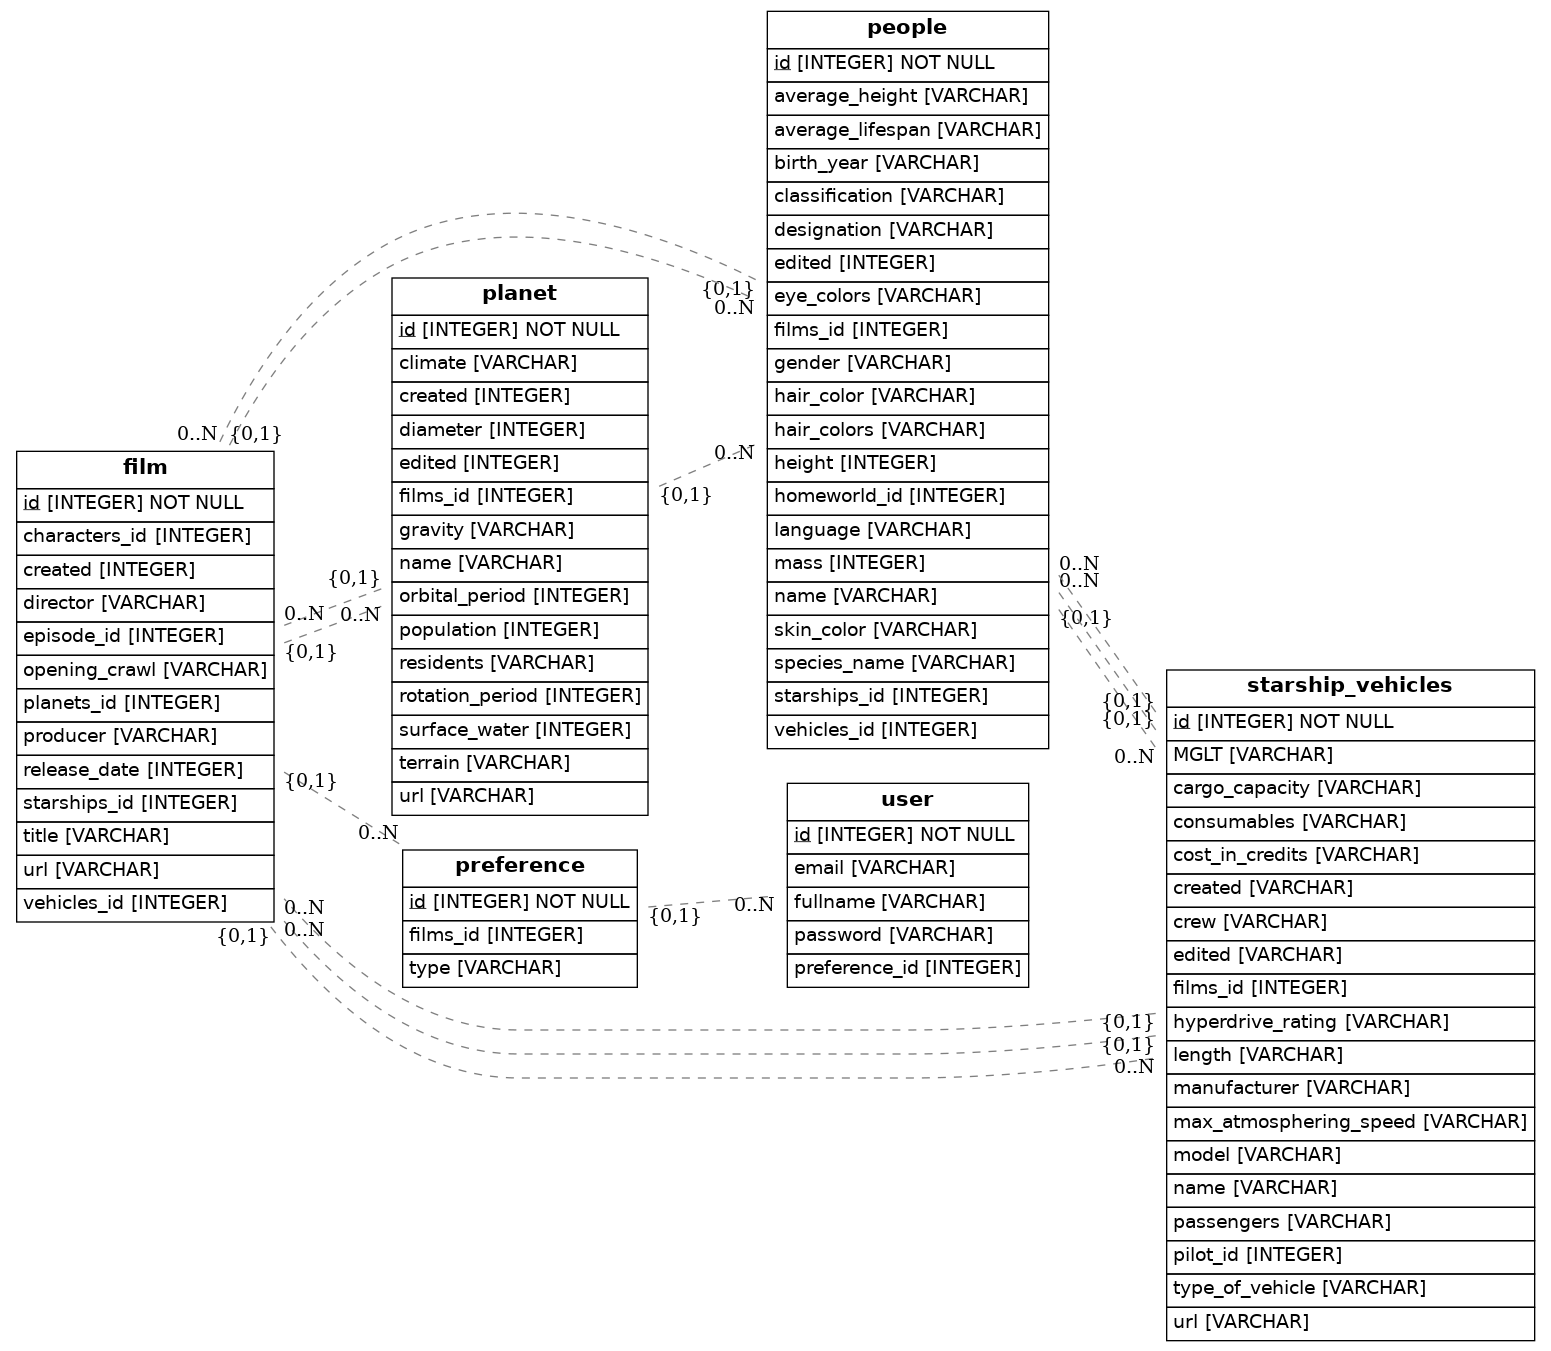 people
id [INTEGER] NOT NULL
average_height [VARCHAR]
average_lifespan [VARCHAR]
birth_year [VARCHAR]
classification [VARCHAR]
designation [VARCHAR]
edited [INTEGER]
eye_colors [VARCHAR]
films_id [INTEGER]
gender [VARCHAR]
hair_color [VARCHAR]
hair_colors [VARCHAR]
height [INTEGER]
homeworld_id [INTEGER]
language [VARCHAR]
mass [INTEGER]
name [VARCHAR]
skin_color [VARCHAR]
species_name [VARCHAR]
starships_id [INTEGER]
vehicles_id [INTEGER]
planet
id [INTEGER] NOT NULL
climate [VARCHAR]
created [INTEGER]
diameter [INTEGER]
edited [INTEGER]
films_id [INTEGER]
gravity [VARCHAR]
name [VARCHAR]
orbital_period [INTEGER]
population [INTEGER]
residents [VARCHAR]
rotation_period [INTEGER]
surface_water [INTEGER]
terrain [VARCHAR]
url [VARCHAR]
film
id [INTEGER] NOT NULL
characters_id [INTEGER]
created [INTEGER]
director [VARCHAR]
episode_id [INTEGER]
opening_crawl [VARCHAR]
planets_id [INTEGER]
producer [VARCHAR]
release_date [INTEGER]
starships_id [INTEGER]
title [VARCHAR]
url [VARCHAR]
vehicles_id [INTEGER]
preference
id [INTEGER] NOT NULL
films_id [INTEGER]
type [VARCHAR]
user
id [INTEGER] NOT NULL
email [VARCHAR]
fullname [VARCHAR]
password [VARCHAR]
preference_id [INTEGER]
starship_vehicles
id [INTEGER] NOT NULL
MGLT [VARCHAR]
cargo_capacity [VARCHAR]
consumables [VARCHAR]
cost_in_credits [VARCHAR]
created [VARCHAR]
crew [VARCHAR]
edited [VARCHAR]
films_id [INTEGER]
hyperdrive_rating [VARCHAR]
length [VARCHAR]
manufacturer [VARCHAR]
max_atmosphering_speed [VARCHAR]
model [VARCHAR]
name [VARCHAR]
passengers [VARCHAR]
pilot_id [INTEGER]
type_of_vehicle [VARCHAR]
url [VARCHAR]
{0,1}
0..N
0..N
{0,1}
0..N
{0,1}
{0,1}
0..N
0..N
{0,1}
0..N
0..N
{0,1}
{0,1}
{0,1}
0..N
{0,1}
0..N
{0,1}
0..N
0..N
0..N
{0,1}
{0,1}
{0,1}
0..N